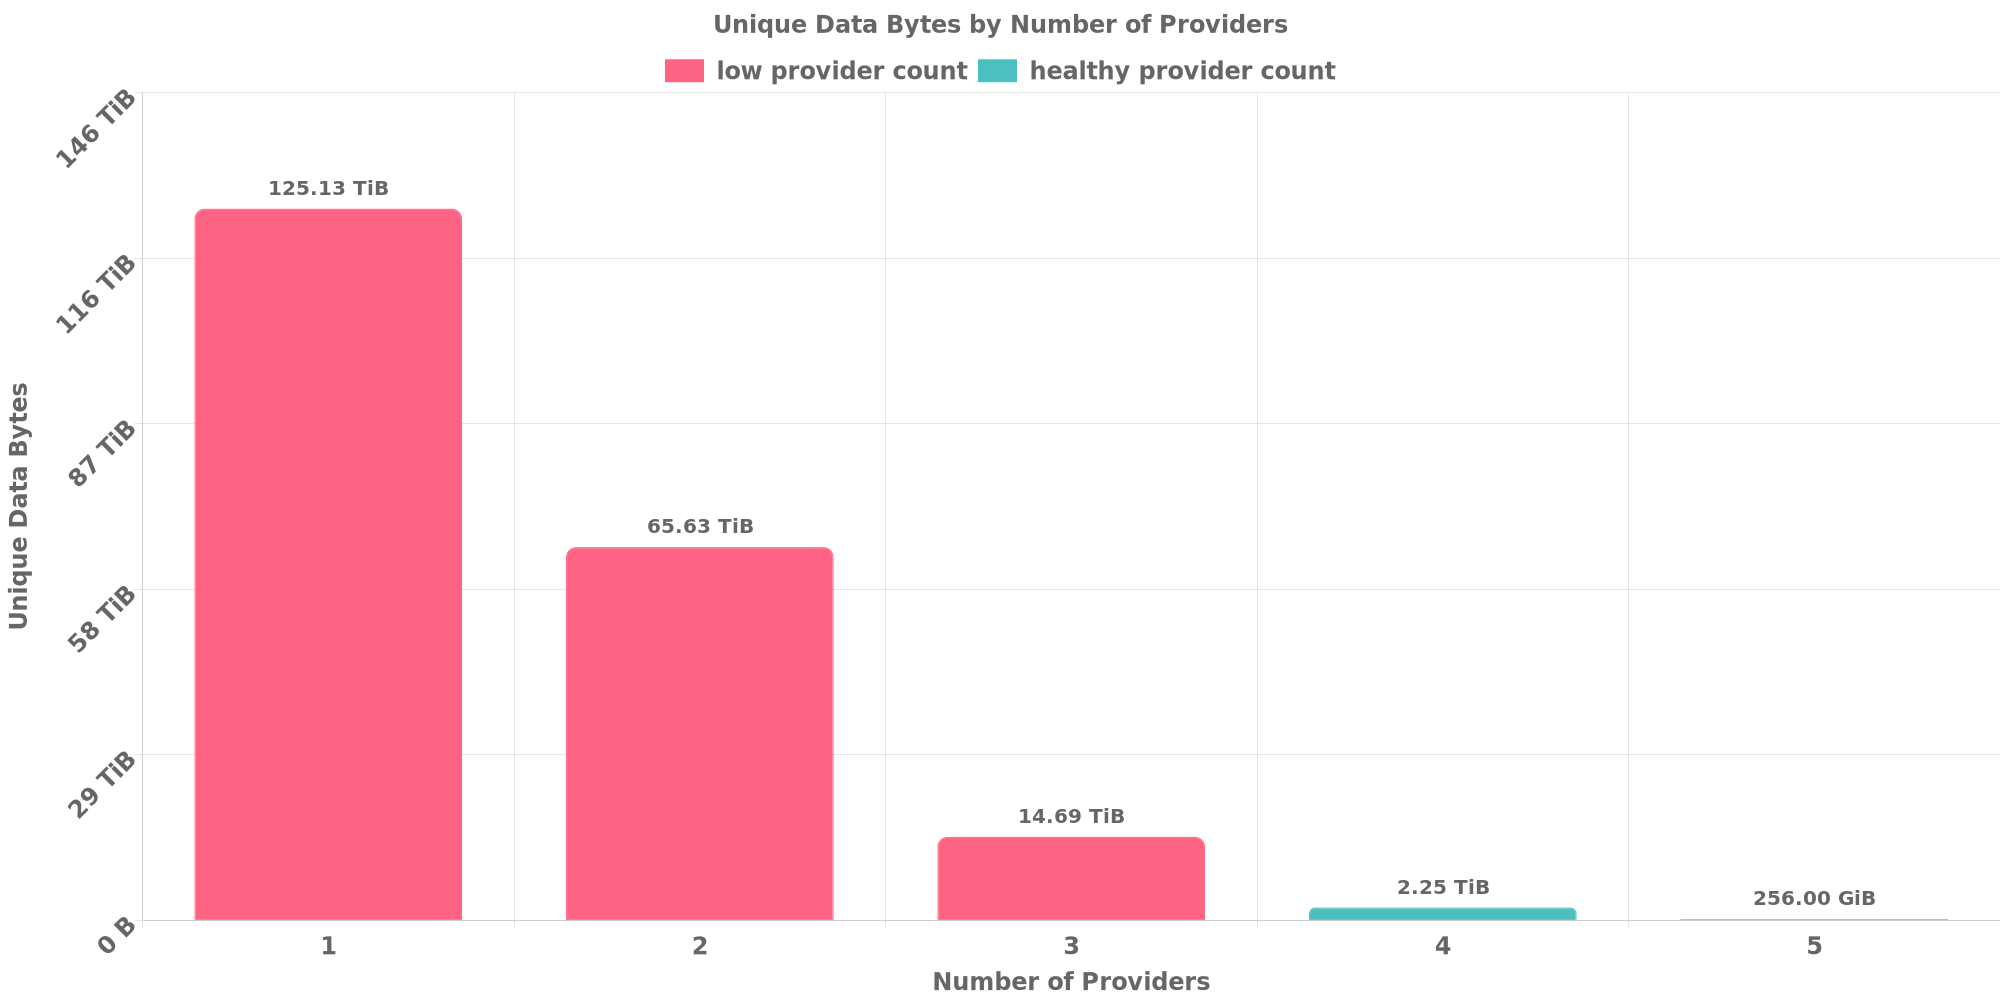 Unique Data Bytes by Number of Providers
low provider count healthy provider count
146 TiB
116 TiB
87 TiB
58 TiB
29 TiB
0 B
Unique Data Bytes
125.13 TiB
65.63 TiB
14.69 TiB
2.25 TiB
256.00 GiB
1 2 3 4 5
Number of Providers